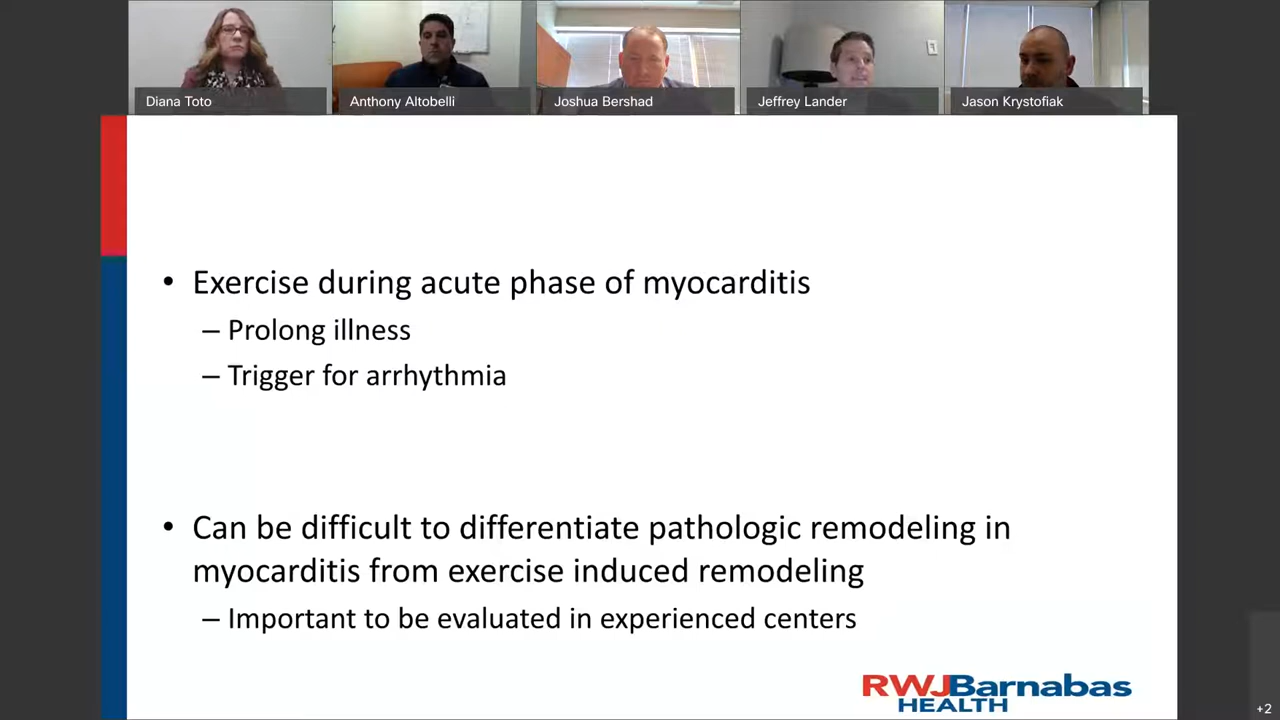 Diana Toto
Anthony Altobelli
Joshua Bershad
Jeffrey Lander
Jason Krystofiak
• Exercise during acute phase of myocarditis
– Prolong illness
– Trigger for arrhythmia
• Can be difficult to differentiate pathologic remodeling in
myocarditis from exercise induced remodeling
– Important to be evaluated in experienced centers
RWJBarnabas
HEALTH
+2